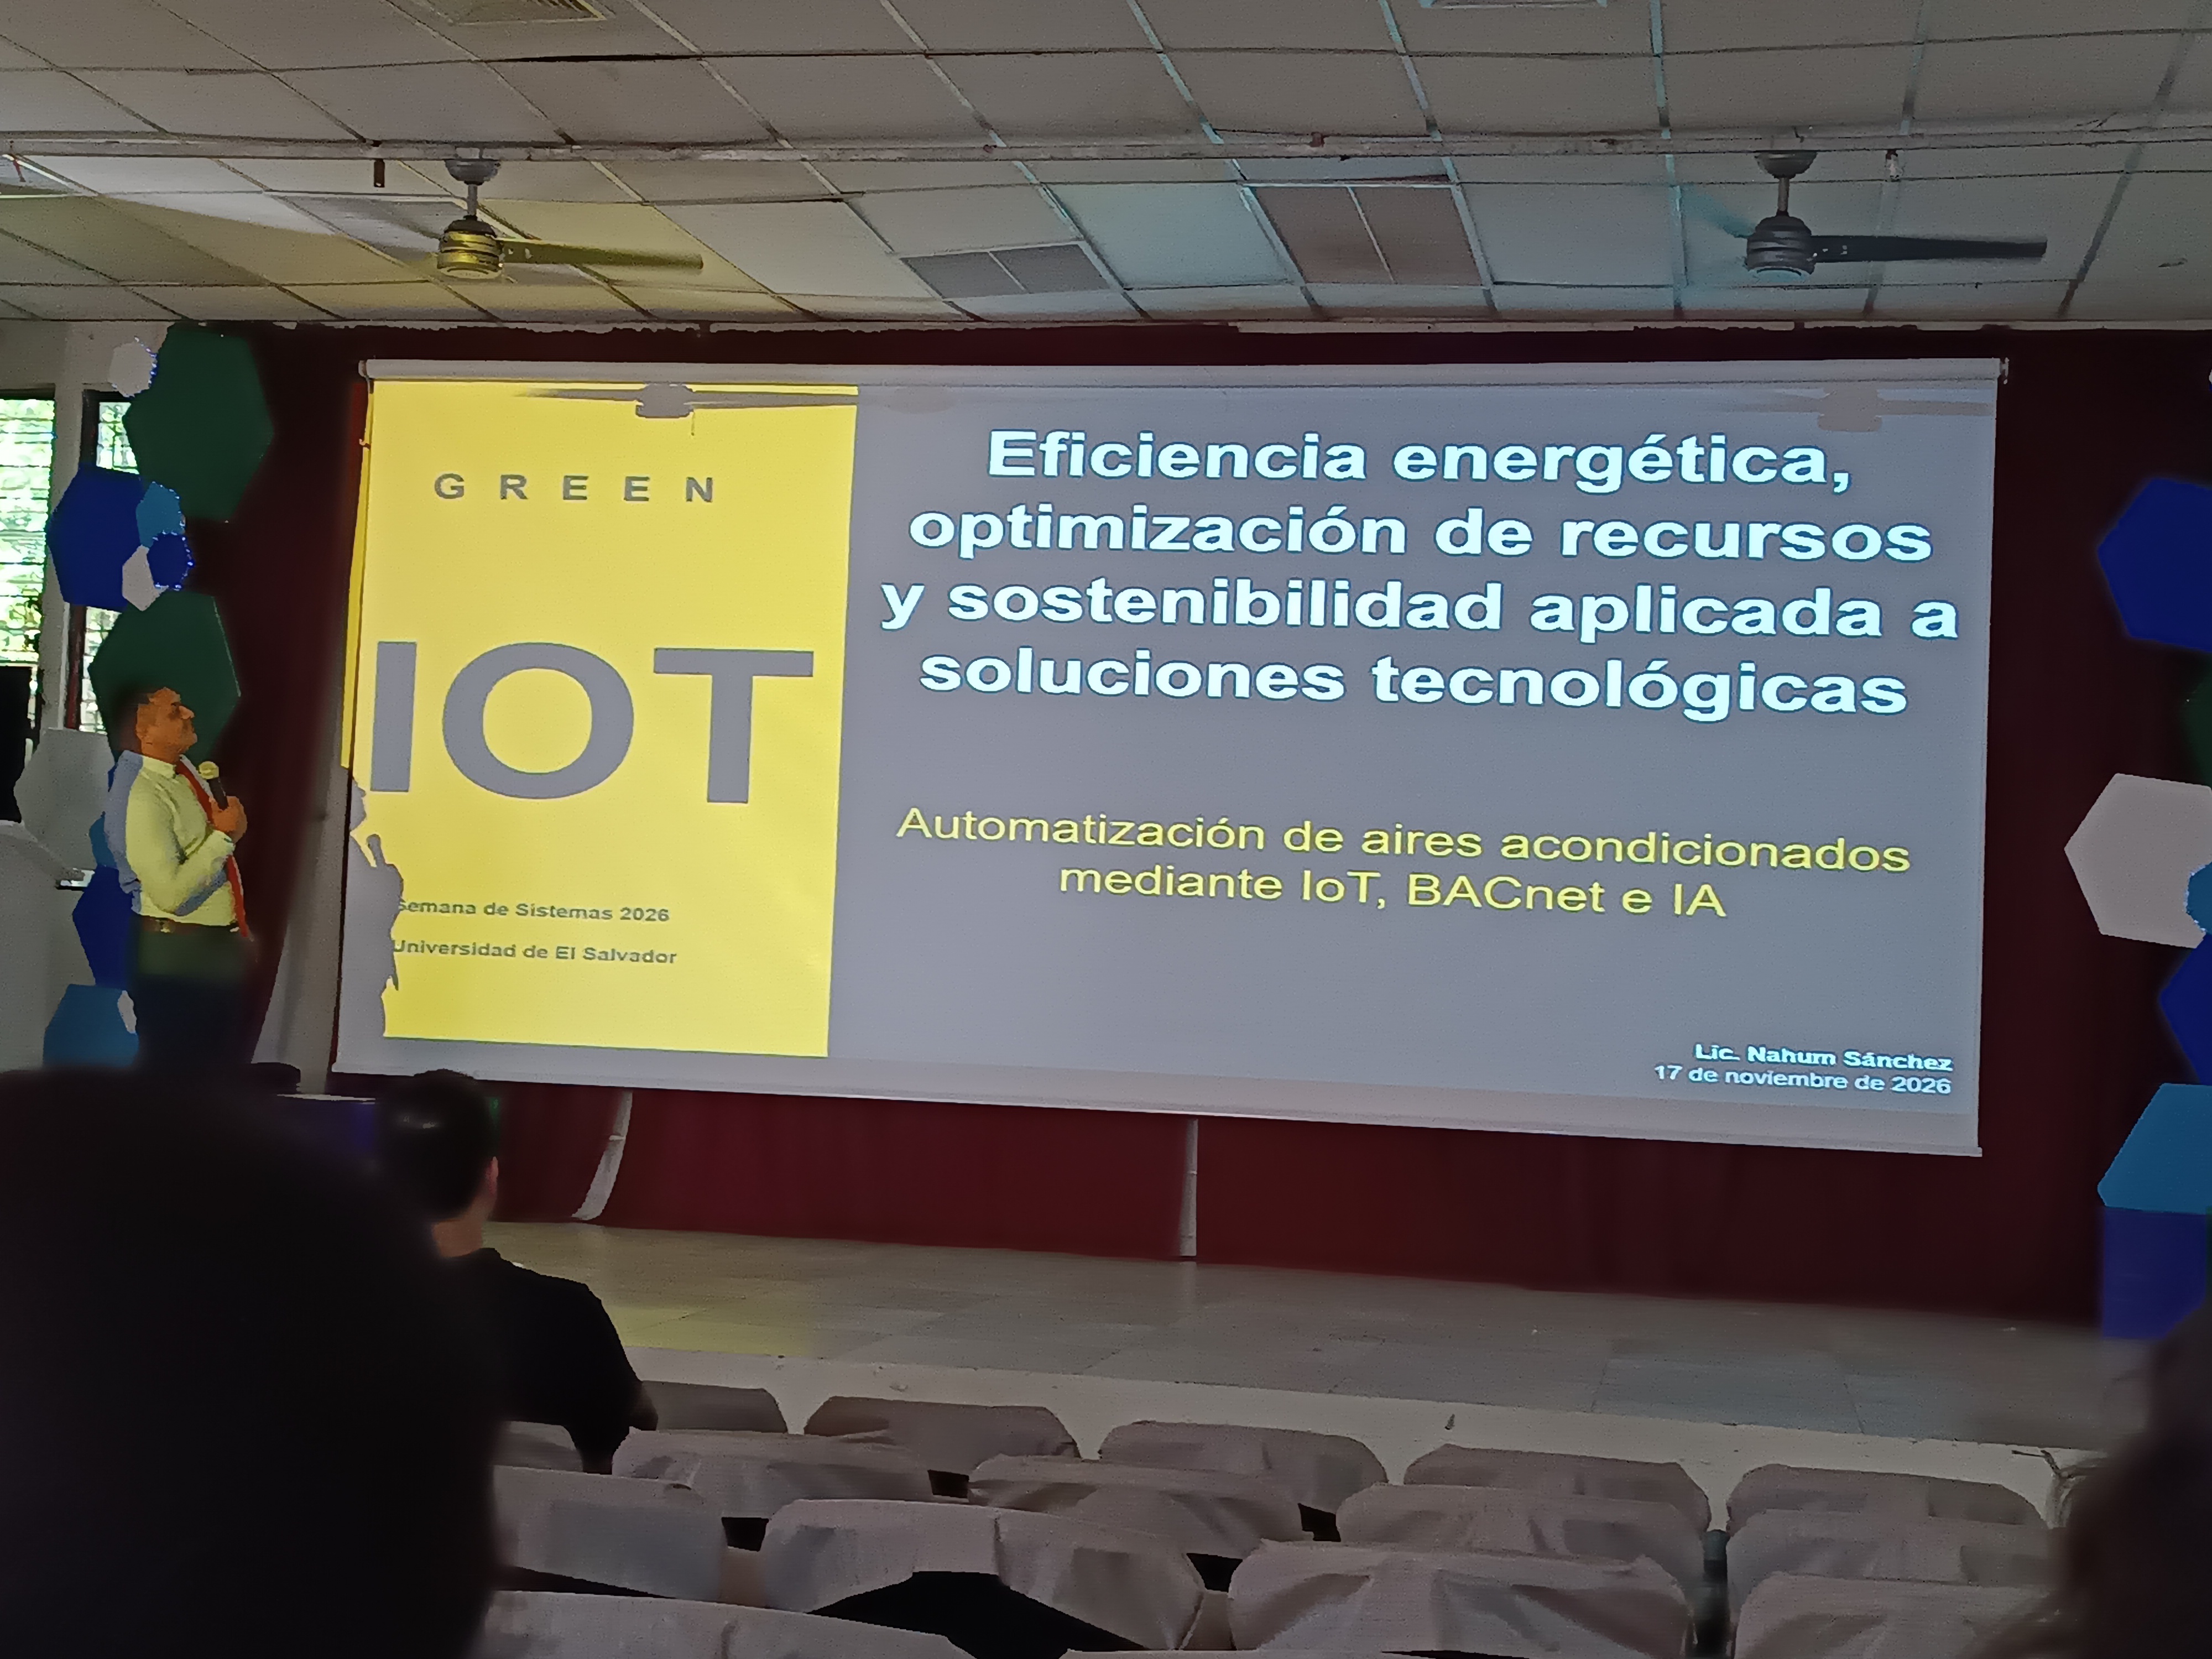 GREEN
IOT
Semana de Sistemas 2026
Universidad de El Salvador
Eficiencia energética,
optimización de recursos
y sostenibilidad aplicada a
soluciones tecnológicas
Automatización de aires acondicionados
mediante IoT, BACnet e IA
Lic. Nahum Sánchez
17 de noviembre de 2026